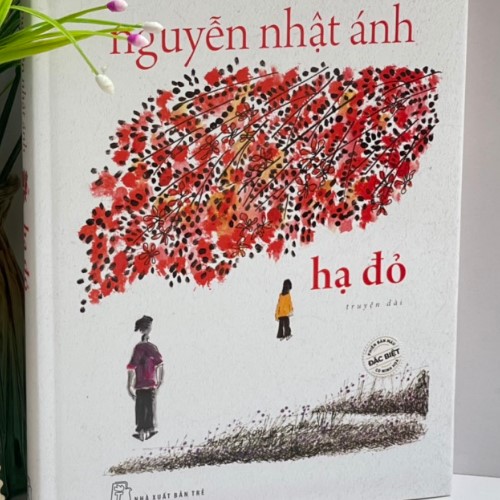 nguyễn nhật ánh
hạ đỏ
truyện dài
ĐẶC BIỆT
NHÀ XUẤT BẢN TRẺ